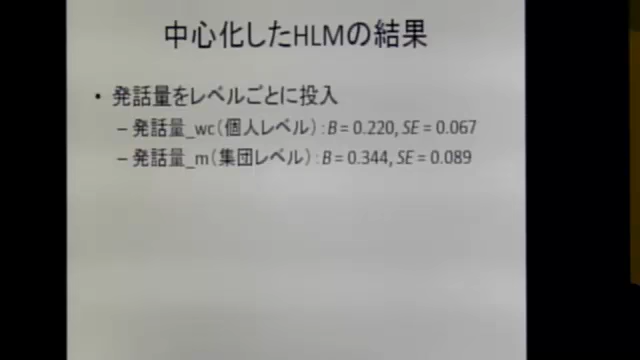 中心化したHLMの結果
• 発話量をレベルごとに投入
– 発話量_wc(個人レベル):B = 0.220, SE = 0.067
– 発話量_m(集団レベル):B = 0.344, SE = 0.089